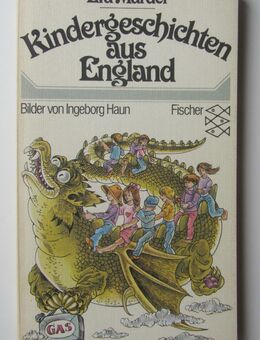 Kindergeschichten
aus
England
Bilder von Ingeborg Haun
Fischer
GAS